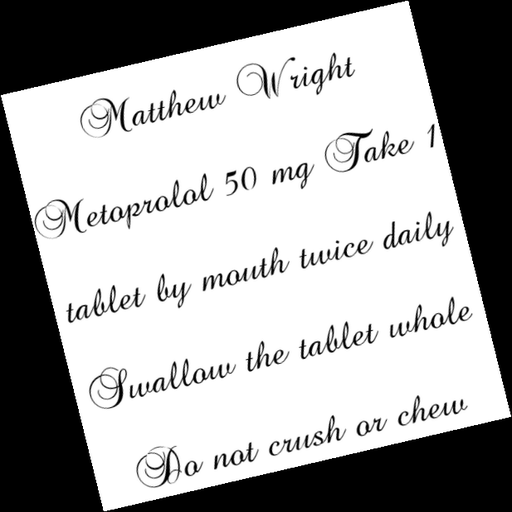 Matthew Wright
Metoprolol 50 mg Take 1
tablet by mouth twice daily
Swallow the tablet whole
Do not crush or chew